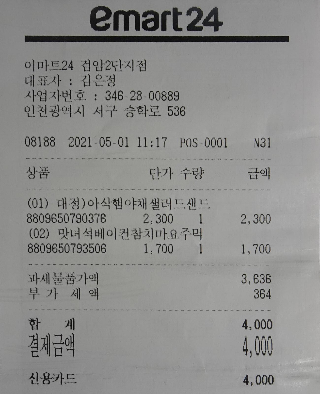 emart24
이마트24 검암2단지점
대표자 : 김은정
사업자번호 : 346-28-00889
인천광역시 서구 승학로 536
08188 2021-05-01 11:17 POS-0001 N31
상품 단가 수량 금액
(01) 대정)아삭햄야채샐러드샌드
8809650790376 2,300 1 2,300
(02) 맛녀석베이컨참치마요주먹
8809650793506 1,700 1 1,700
과세물품가액 3,636
부 가 세 액 364
합 계 4,000
결제금액 4,000
신용카드 4,000